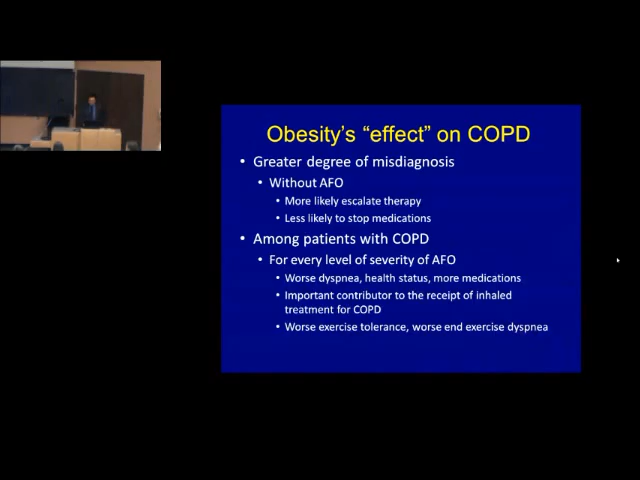 Obesity's “effect” on COPD
• Greater degree of misdiagnosis
• Without AFO
• More likely escalate therapy
• Less likely to stop medications
• Among patients with COPD
• For every level of severity of AFO
• Worse dyspnea, health status, more medications
• Important contributor to the receipt of inhaled
treatment for COPD
• Worse exercise tolerance, worse end exercise dyspnea